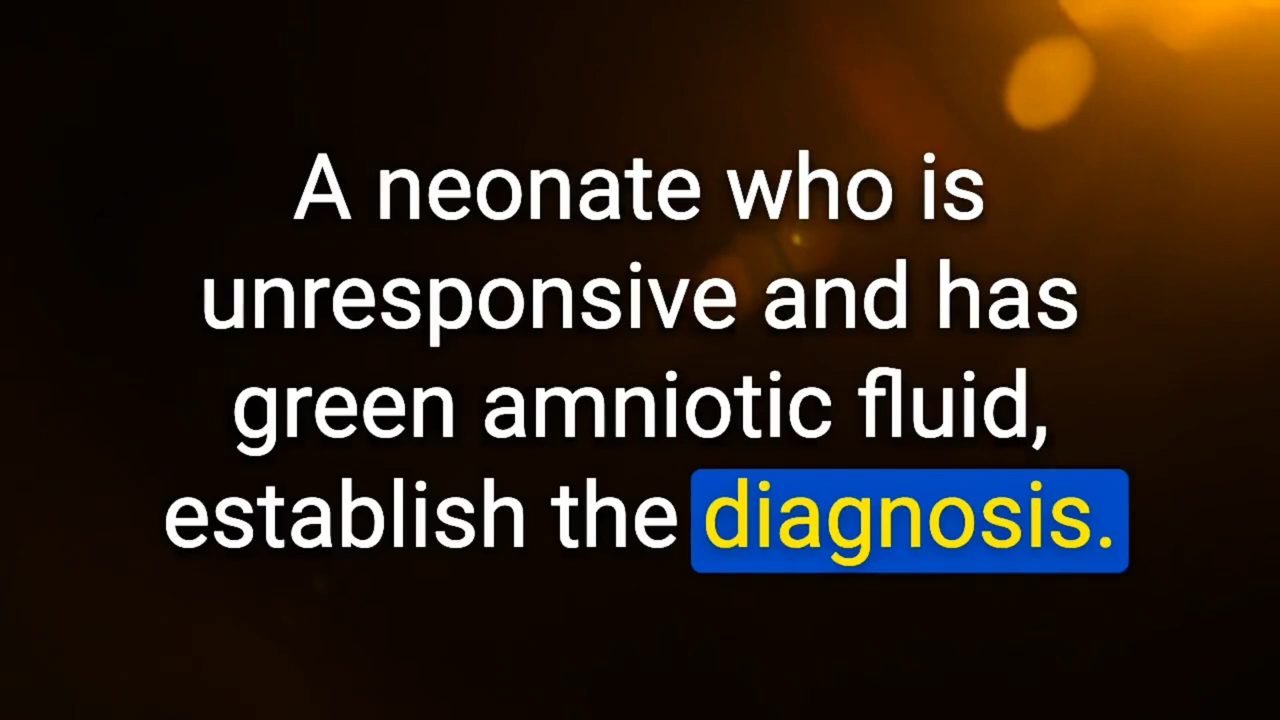 A neonate who is
unresponsive and has
green amniotic fluid,
establish the diagnosis.